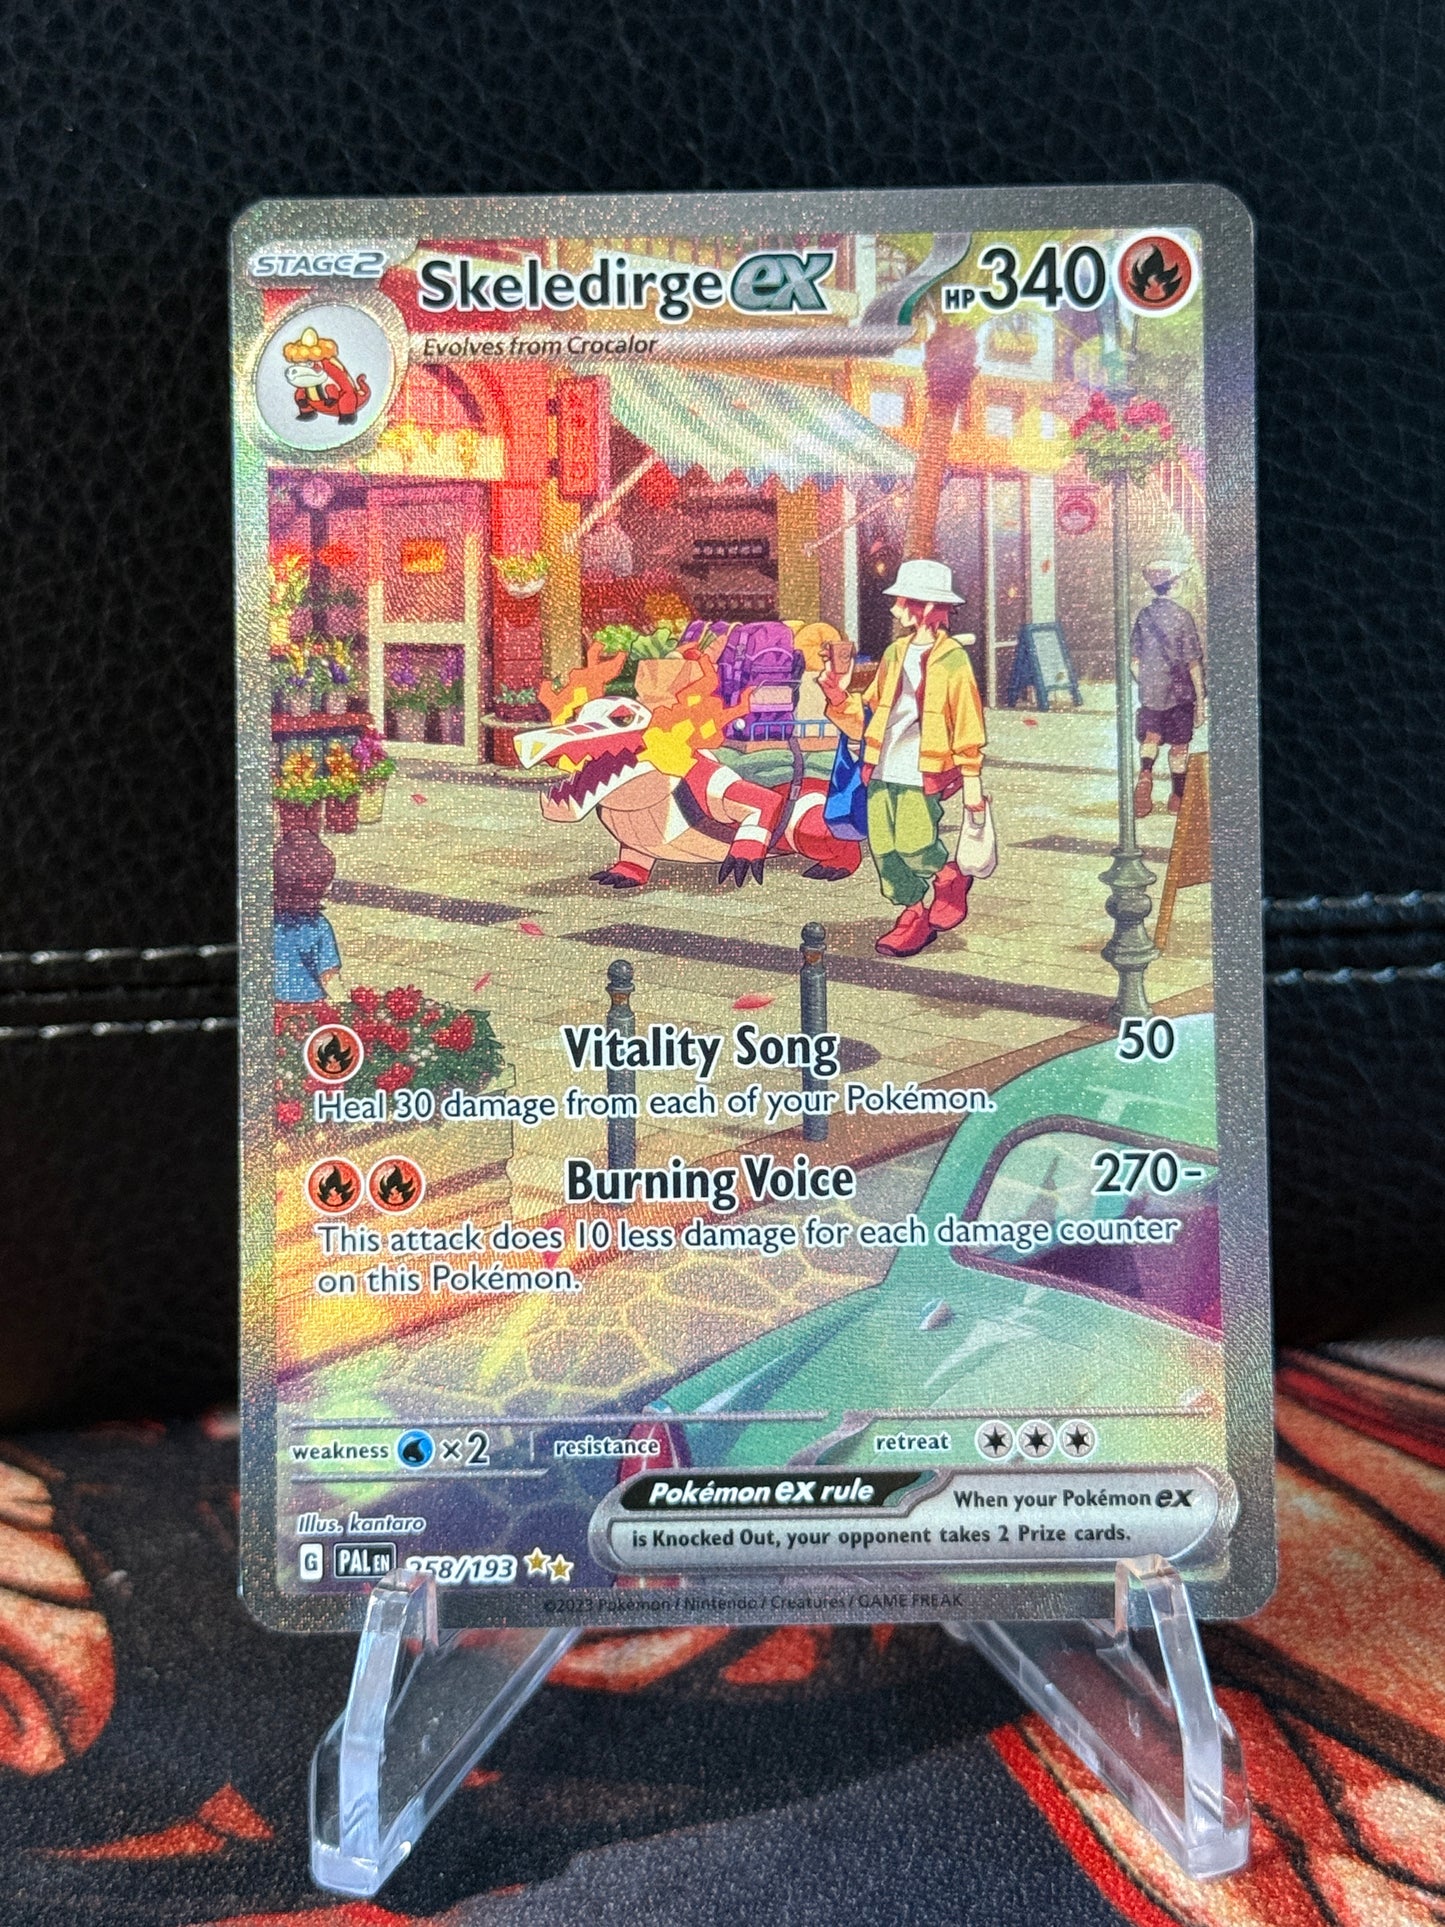 STAGE2
Skeledirge ex
HP 340
Evolves from Crocalor
Vitality Song 50
Heal 30 damage from each of your Pokémon.
Burning Voice 270-
This attack does 10 less damage for each damage counter
on this Pokémon.
weakness ×2 resistance retreat
Pokémon ex rule When your Pokémon ex
is Knocked Out, your opponent takes 2 Prize cards.
Illus. kantaro
G PAL EN 258/193
©2023 Pokémon / Nintendo / Creatures / GAME FREAK